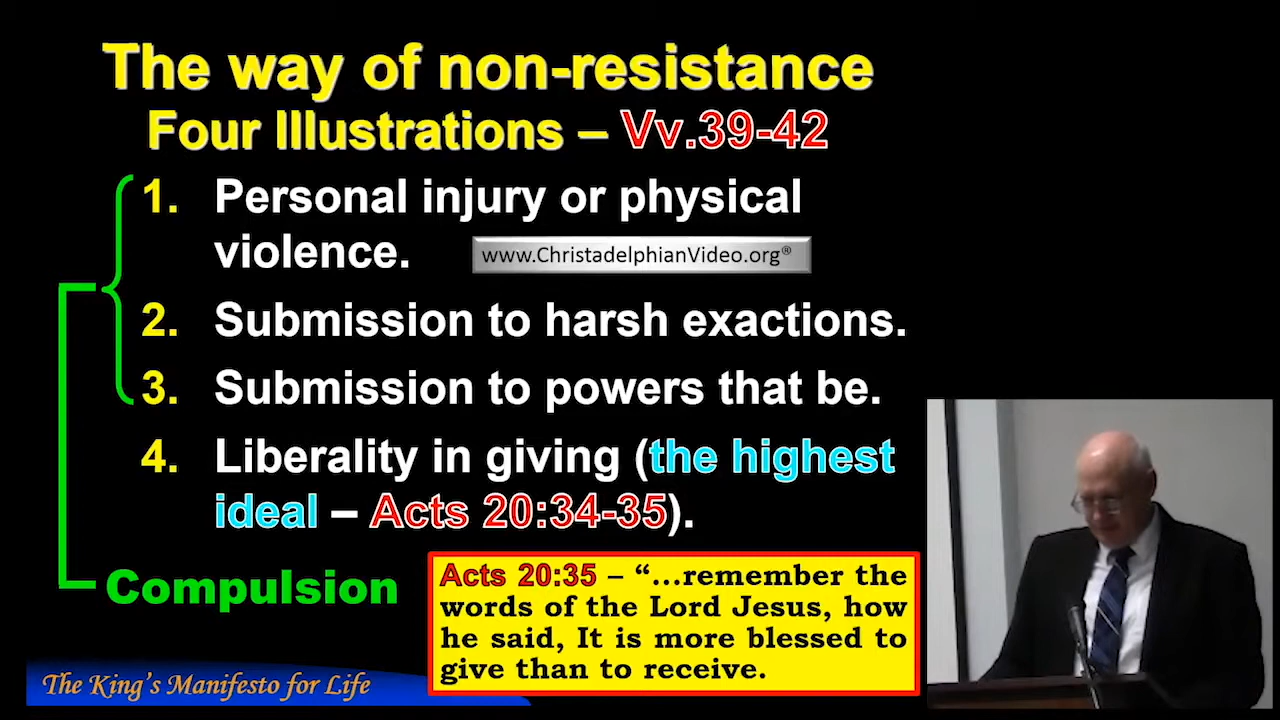 The way of non-resistance
Four Illustrations – Vv.39-42
1. Personal injury or physical
violence.
www.ChristadelphianVideo.org®
2. Submission to harsh exactions.
3. Submission to powers that be.
4. Liberality in giving (the highest
ideal – Acts 20:34-35).
Compulsion
Acts 20:35 – “…remember the
words of the Lord Jesus, how
he said, It is more blessed to
give than to receive.
The King’s Manifesto for Life